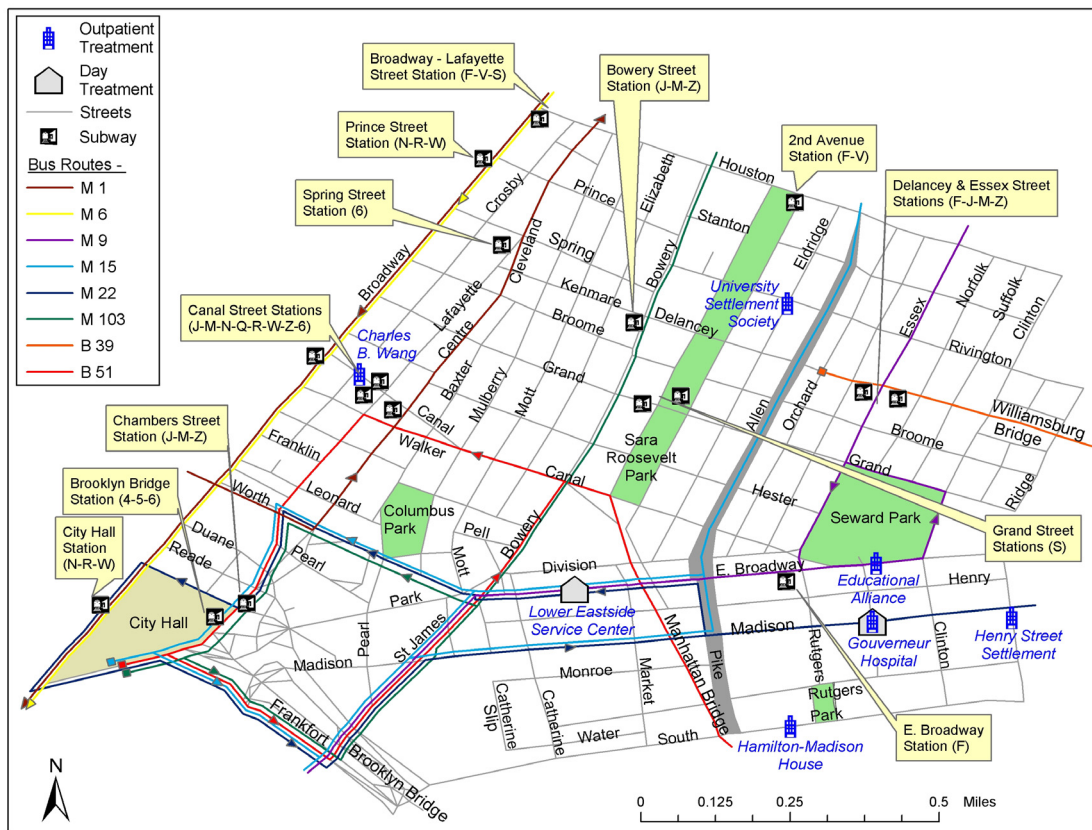 Outpatient
Treatment
Day
Treatment
Streets
Subway
Bus Routes -
M 1
M 6
M 9
M 15
M 22
M 103
B 39
B 51
Broadway - Lafayette
Street Station (F-V-S)
Bowery Street
Station (J-M-Z)
Prince Street
Station (N-R-W)
2nd Avenue
Station (F-V)
Delancey & Essex Street
Stations (F-J-M-Z)
Spring Street
Station (6)
Canal Street Stations
(J-M-N-Q-R-W-Z-6)
Chambers Street
Station (J-M-Z)
Brooklyn Bridge
Station (4-5-6)
City Hall
Station
(N-R-W)
Grand Street
Stations (S)
E. Broadway
Station (F)
Charles
B. Wang
University
Settlement
Society
Lower Eastside
Service Center
Educational
Alliance
Gouverneur
Hospital
Henry Street
Settlement
Hamilton-Madison
House
Houston
Prince
Stanton
Spring
Kenmare
Delancey
Broome
Grand
Rivington
Williamsburg
Bridge
Broome
Grand
Hester
Crosby
Cleveland
Elizabeth
Bowery
Eldridge
Essex
Norfolk
Suffolk
Clinton
Broadway
Lafayette
Centre
Baxter
Mulberry
Mott
Allen
Orchard
Ridge
Canal
Walker
Canal
Franklin
Leonard
Worth
Sara
Roosevelt
Park
Columbus
Park
Seward Park
Pell
Mott
Bowery
Duane
Reade
Pearl
Division
E. Broadway
Henry
Park
City Hall
Pearl
St James
Madison
Madison
Monroe
Manhattan Bridge
Pike
Rutgers
Clinton
Rutgers
Park
Catherine
Slip
Catherine
Market
Water
South
Frankfort
Brooklyn Bridge
N
0
0.125
0.25
0.5
Miles